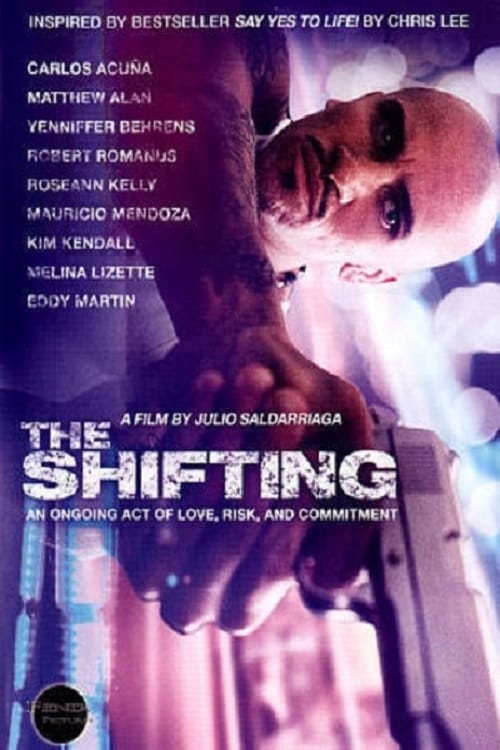 INSPIRED BY BESTSELLER SAY YES TO LIFE! BY CHRIS LEE
CARLOS ACUÑA
MATTHEW ALAN
YENNIFFER BEHRENS
ROBERT ROMANUS
ROSEANN KELLY
MAURICIO MENDOZA
KIM KENDALL
MELINA LIZETTE
EDDY MARTIN
A FILM BY JULIO SALDARRIAGA
THE
SHIFTING
AN ONGOING ACT OF LOVE, RISK, AND COMMITMENT